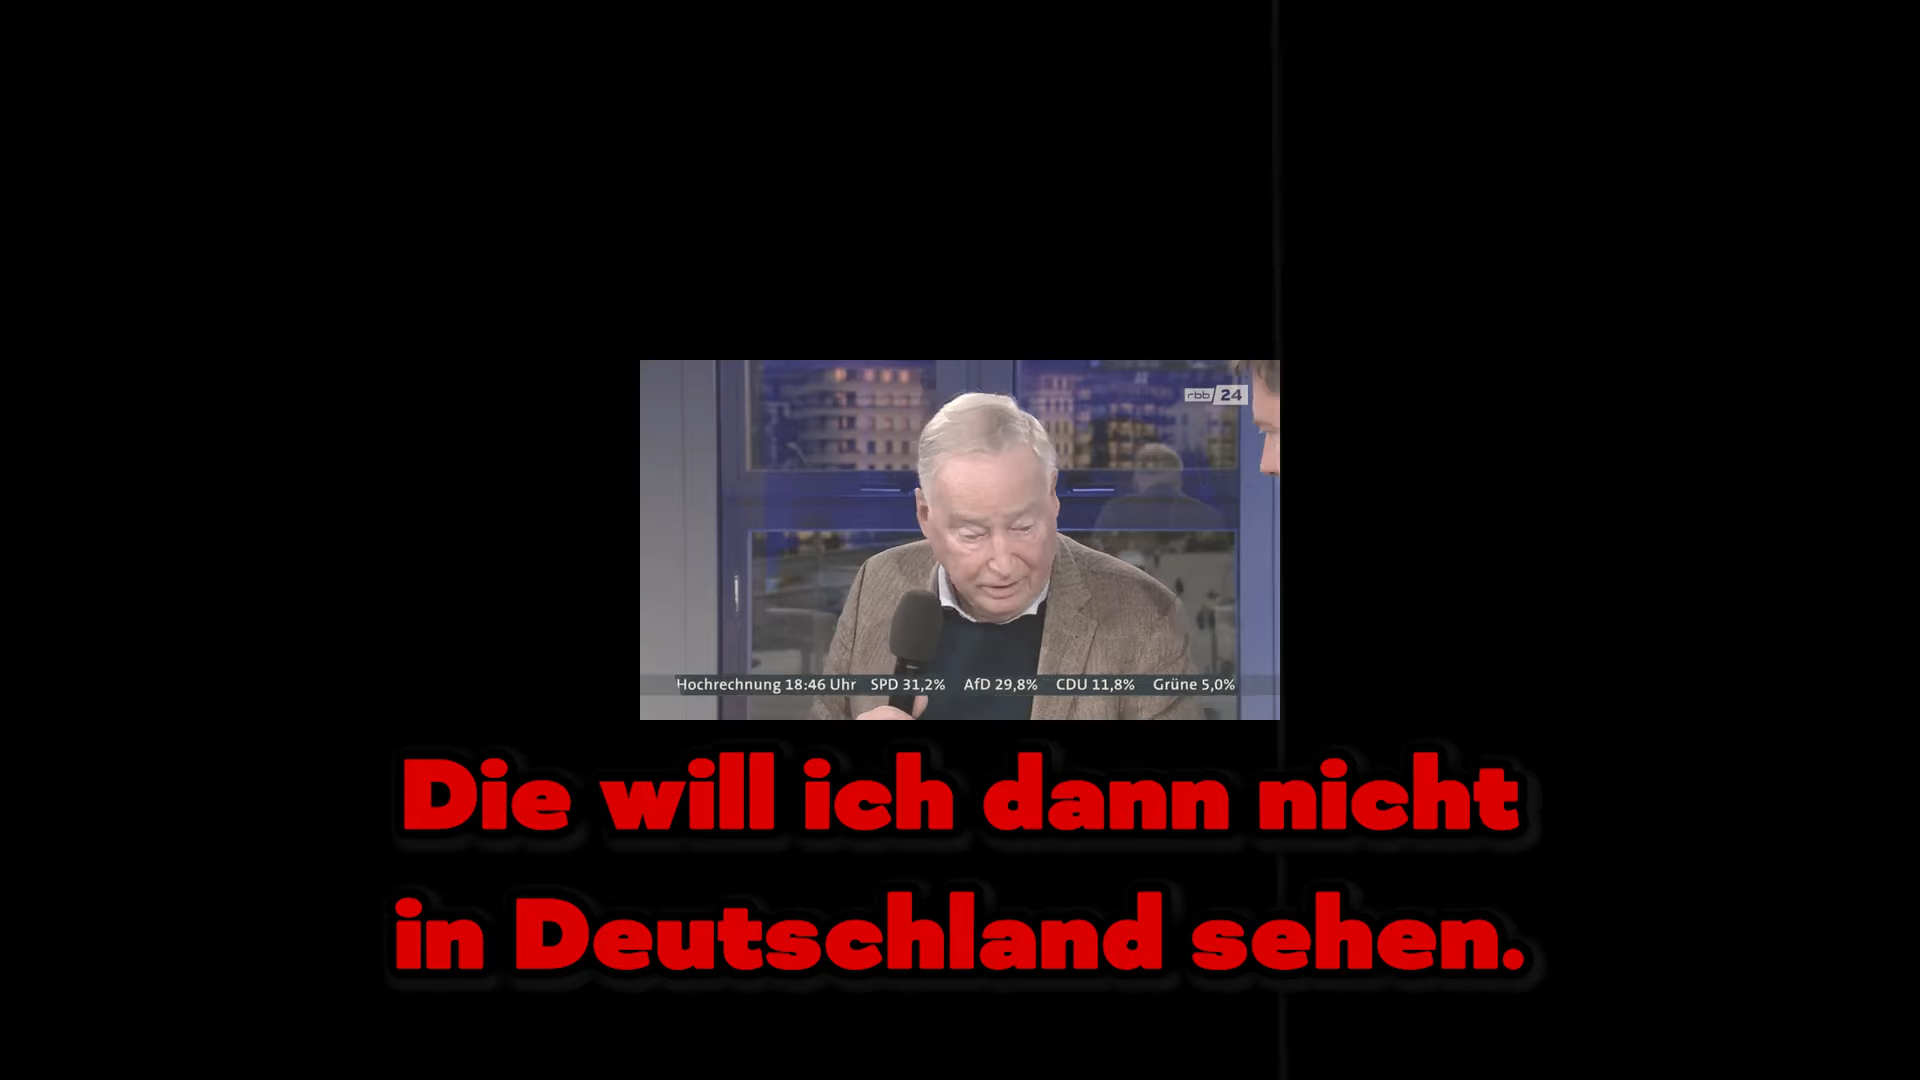 rbb 24
Hochrechnung 18:46 Uhr SPD 31,2% AfD 29,8% CDU 11,8% Grüne 5,0%
Die will ich dann nicht
in Deutschland sehen.